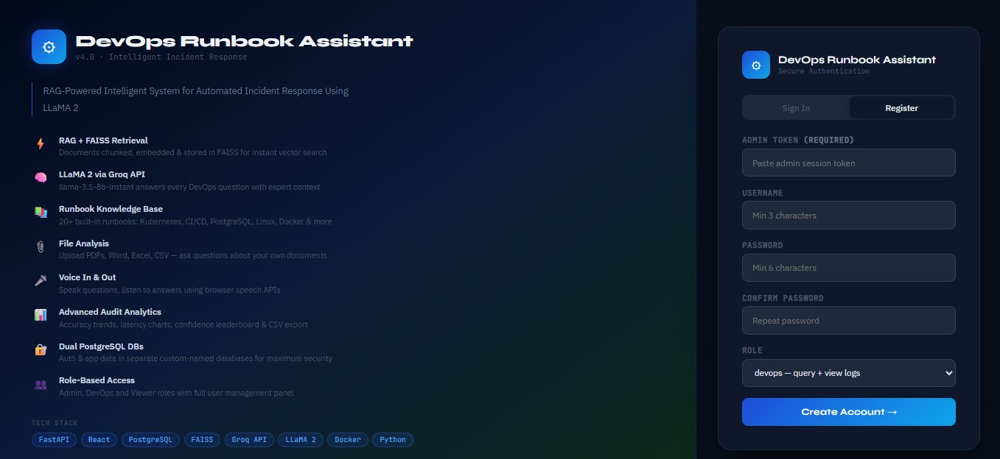 DevOps Runbook Assistant
v4.0 · Intelligent Incident Response
RAG-Powered Intelligent System for Automated Incident Response Using
LLaMA 2
RAG + FAISS Retrieval
Documents chunked, embedded & stored in FAISS for instant vector search
LLaMA 2 via Groq API
llama-3.1-8b-instant answers every DevOps question with expert context
Runbook Knowledge Base
20+ built-in runbooks: Kubernetes, CI/CD, PostgreSQL, Linux, Docker & more
File Analysis
Upload PDFs, Word, Excel, CSV — ask questions about your own documents
Voice In & Out
Speak questions, listen to answers using browser speech APIs
Advanced Audit Analytics
Accuracy trends, latency charts, confidence leaderboard & CSV export
Dual PostgreSQL DBs
Auth & app data in separate custom-named databases for maximum security
Role-Based Access
Admin, DevOps and Viewer roles with full user management panel
TECH STACK
FastAPI React PostgreSQL FAISS Groq API LLaMA 2 Docker Python
DevOps Runbook Assistant
Secure Authentication
Sign In Register
ADMIN TOKEN (REQUIRED)
Paste admin session token
USERNAME
Min 3 characters
PASSWORD
Min 6 characters
CONFIRM PASSWORD
Repeat password
ROLE
devops — query + view logs
Create Account →